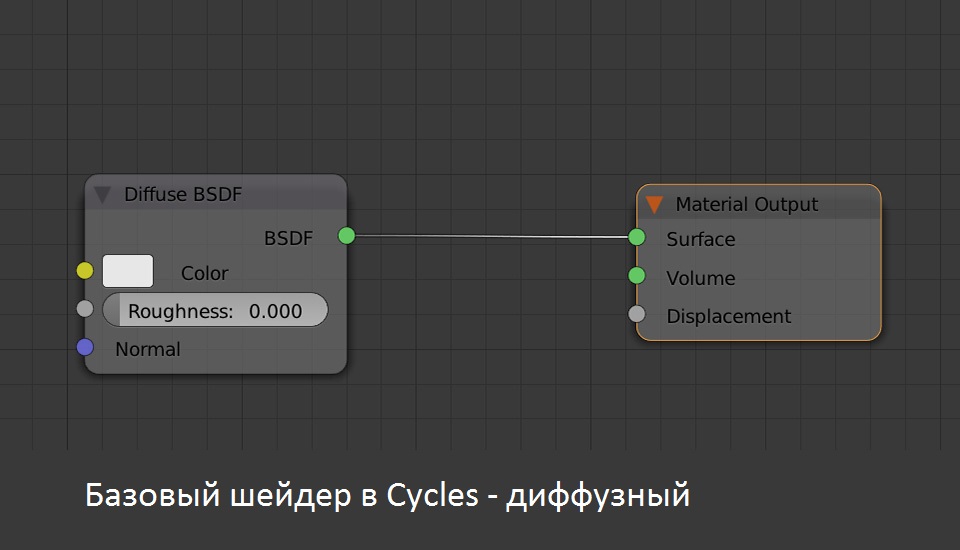 Diffuse BSDF
BSDF
Color
Roughness: 0.000
Normal
Material Output
Surface
Volume
Displacement
Базовый шейдер в Cycles - диффузный